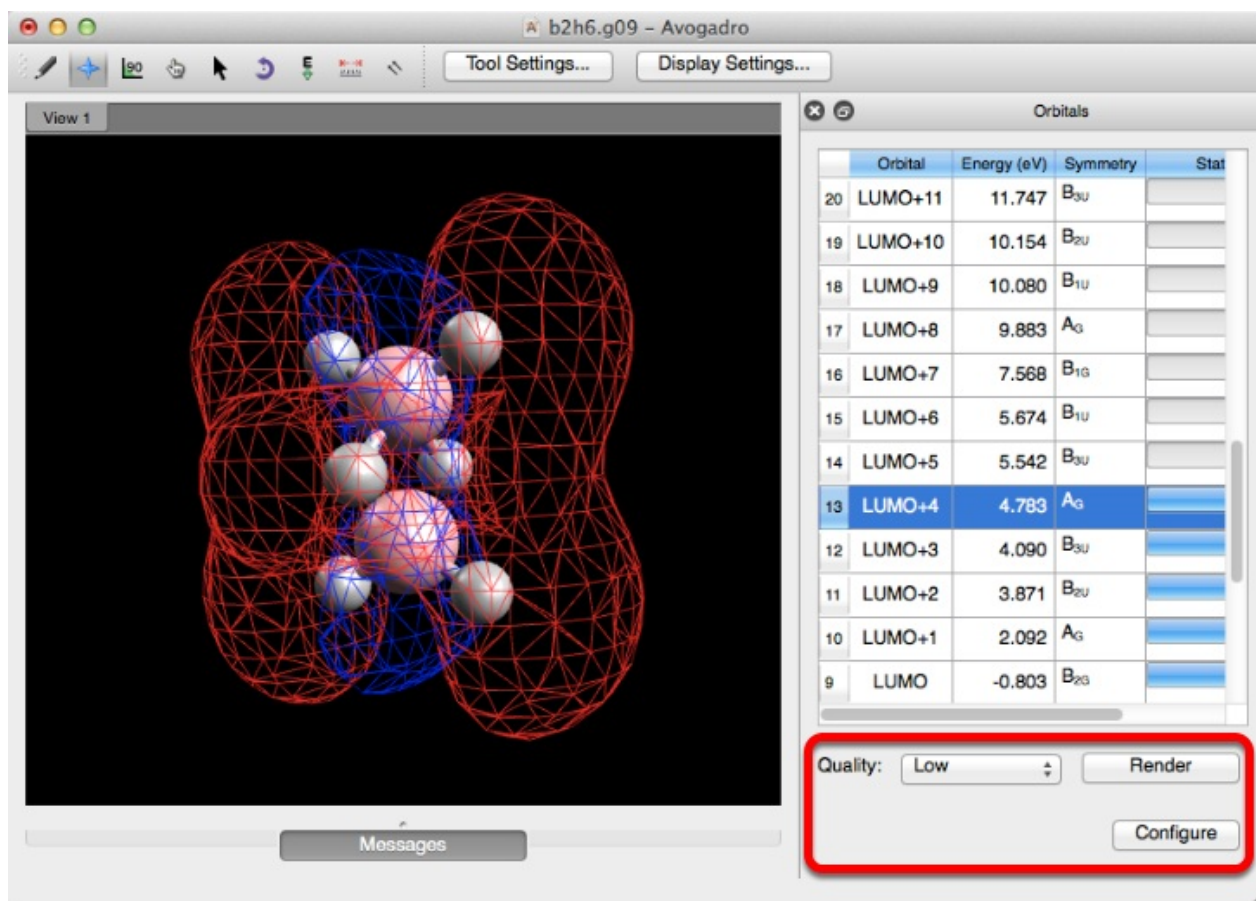 b2h6.g09 – Avogadro
Tool Settings... Display Settings...
View 1
Orbitals
Orbital Energy (eV) Symmetry Stat
20 LUMO+11 11.747 B3U
19 LUMO+10 10.154 B2U
18 LUMO+9 10.080 B1U
17 LUMO+8 9.883 AG
16 LUMO+7 7.568 B1G
15 LUMO+6 5.674 B1U
14 LUMO+5 5.542 B3U
13 LUMO+4 4.783 AG
12 LUMO+3 4.090 B3U
11 LUMO+2 3.871 B2U
10 LUMO+1 2.092 AG
9 LUMO -0.803 B2G
Quality: Low Render
Configure
Messages